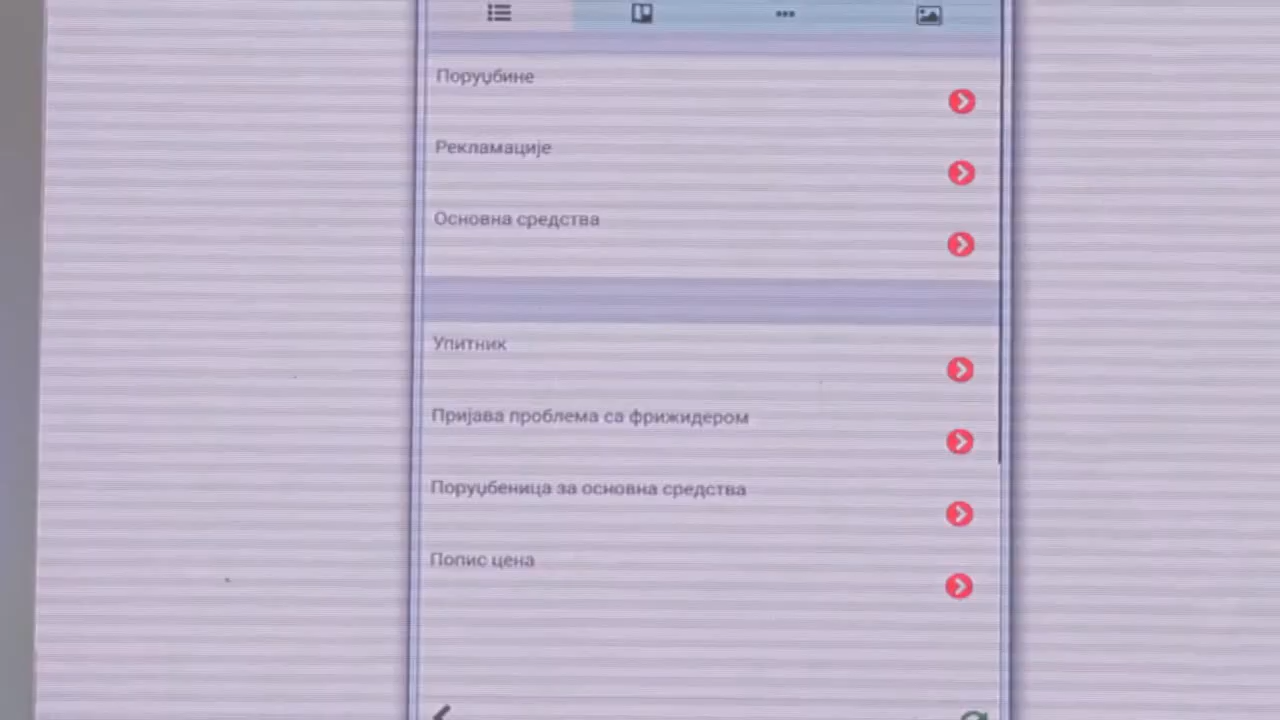 Поруџбине
Рекламације
Основна средства
Упитник
Пријава проблема са фрижидером
Поруџбеница за основна средства
Попис цена